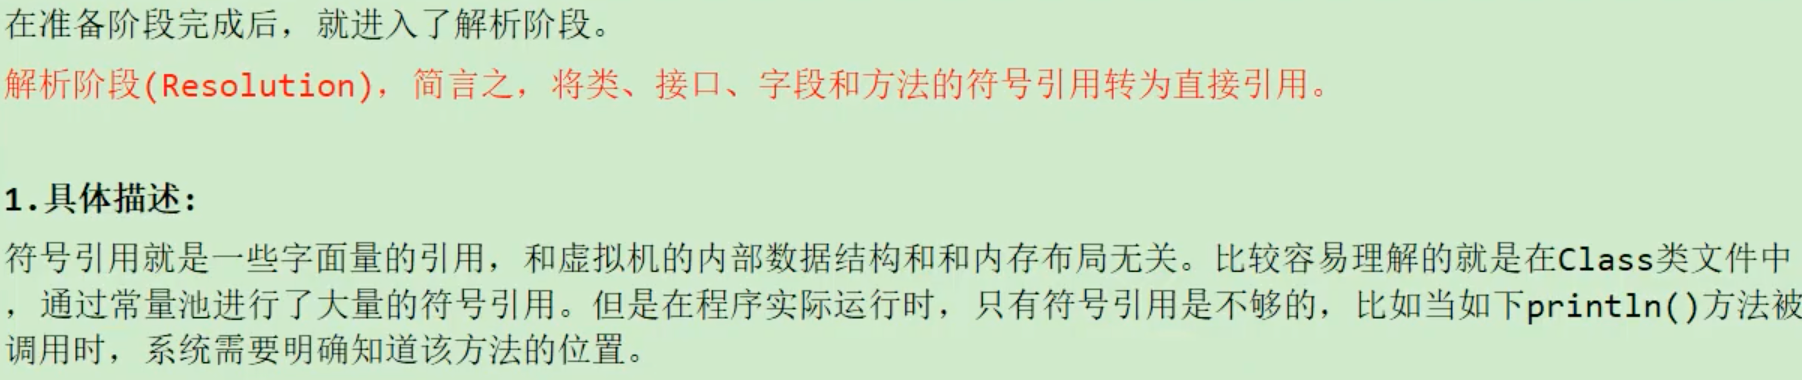 在准备阶段完成后，就进入了解析阶段。
解析阶段(Resolution)，简言之，将类、接口、字段和方法的符号引用转为直接引用。
1.具体描述:
符号引用就是一些字面量的引用，和虚拟机的内部数据结构和和内存布局无关。比较容易理解的就是在Class类文件中
，通过常量池进行了大量的符号引用。但是在程序实际运行时，只有符号引用是不够的，比如当如下println()方法被
调用时，系统需要明确知道该方法的位置。